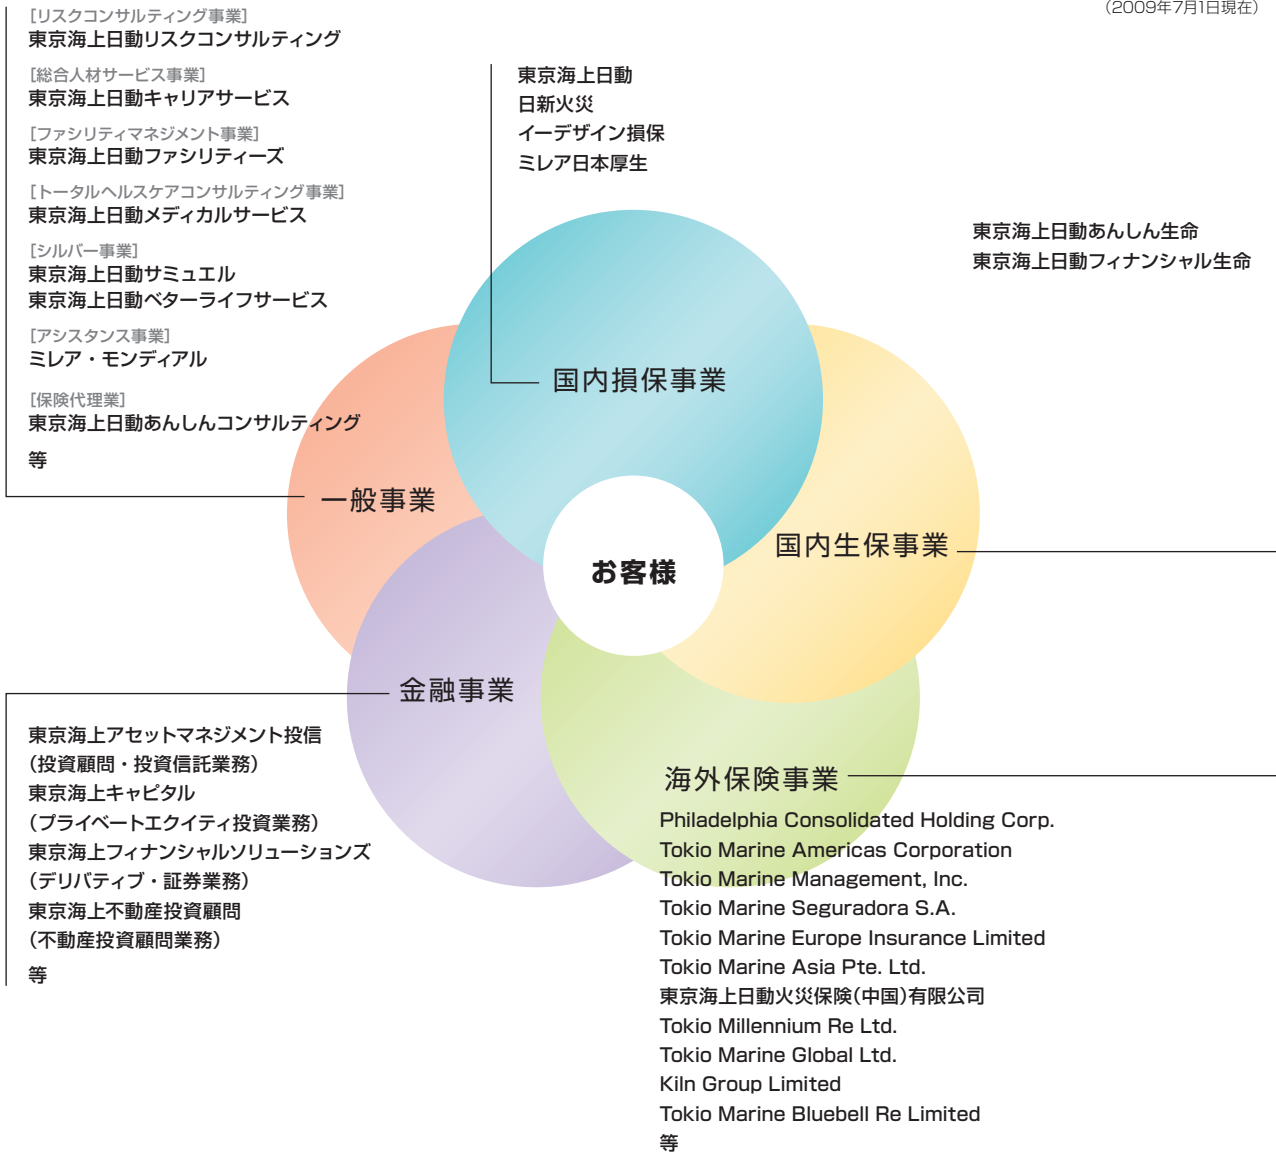 (2009年7月1日現在)
[リスクコンサルティング事業]
東京海上日動リスクコンサルティング
[総合人材サービス事業]
東京海上日動キャリアサービス
[ファシリティマネジメント事業]
東京海上日動ファシリティーズ
[トータルヘルスケアコンサルティング事業]
東京海上日動メディカルサービス
[シルバー事業]
東京海上日動サミュエル
東京海上日動ベターライフサービス
[アシスタンス事業]
ミレア・モンディアル
[保険代理業]
東京海上日動あんしんコンサルティング
等
一般事業
東京海上日動
日新火災
イーデザイン損保
ミレア日本厚生
国内損保事業
東京海上日動あんしん生命
東京海上日動フィナンシャル生命
国内生保事業
お客様
金融事業
東京海上アセットマネジメント投信
(投資顧問・投資信託業務)
東京海上キャピタル
(プライベートエクイティ投資業務)
東京海上フィナンシャルソリューションズ
(デリバティブ・証券業務)
東京海上不動産投資顧問
(不動産投資顧問業務)
等
海外保険事業
Philadelphia Consolidated Holding Corp.
Tokio Marine Americas Corporation
Tokio Marine Management, Inc.
Tokio Marine Seguradora S.A.
Tokio Marine Europe Insurance Limited
Tokio Marine Asia Pte. Ltd.
東京海上日動火災保険(中国)有限公司
Tokio Millennium Re Ltd.
Tokio Marine Global Ltd.
Kiln Group Limited
Tokio Marine Bluebell Re Limited
等